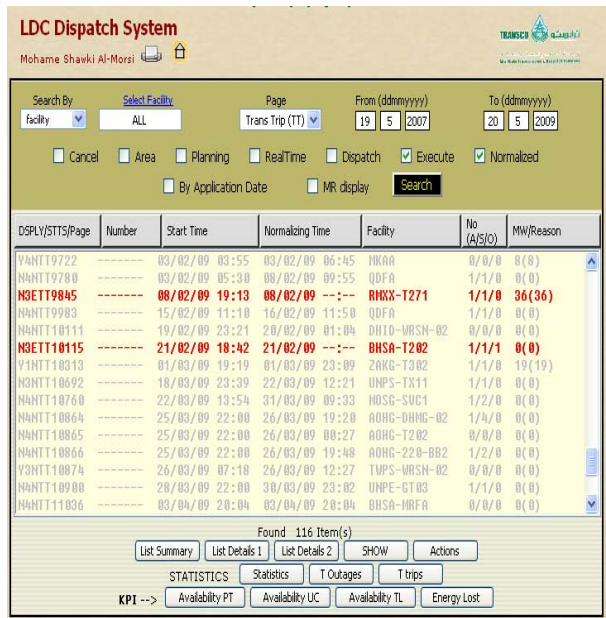 LDC Dispatch System
TRANSCO
Mohame Shawki Al-Morsi
Search By Select Facility Page From (ddmmyyyy) To (ddmmyyyy)
facility ALL Trans Trip (TT) 19 5 2007 20 5 2009
Cancel Area Planning RealTime Dispatch Execute Normalized
By Application Date MR display Search
DSPLY/STTS/Page Number Start Time Normalizing Time Facility No (A/S/O) MW/Reason
Y4NTT9722 ------- 03/02/09 03:55 03/02/09 06:45 MKAA 0/0/0 8(8)
N4NTT9780 ------- 03/02/09 05:30 08/02/09 09:55 QDFA 1/1/0 0(0)
N3ETT9845 ------- 08/02/09 19:13 08/02/09 --:-- RMXX-T271 1/1/0 36(36)
N4NTT9983 ------- 15/02/09 11:10 16/02/09 11:50 QDFA 1/1/0 0(0)
N4NTT10111 ------- 19/02/09 23:21 20/02/09 01:04 DHID-WRSN-02 0/0/0 0(0)
N3ETT10115 ------- 21/02/09 18:42 21/02/09 --:-- BHSA-T202 1/1/1 0(0)
Y1NTT10313 ------- 01/03/09 19:19 01/03/09 23:09 ZAKG-T302 1/1/0 19(19)
N3NTT10692 ------- 18/03/09 23:39 22/03/09 12:21 UNPS-TX11 1/1/0 0(0)
N4NTT10760 ------- 22/03/09 13:54 31/03/09 09:33 MOSG-SVC1 1/2/0 0(0)
N4NTT10864 ------- 25/03/09 22:00 26/03/09 19:20 AOHG-DHMG-02 1/4/0 0(0)
N4NTT10865 ------- 25/03/09 22:00 26/03/09 00:27 AOHG-T202 0/0/0 0(0)
N4NTT10866 ------- 25/03/09 22:00 26/03/09 19:48 AOHG-220-BB2 1/2/0 0(0)
Y3NTT10874 ------- 26/03/09 07:18 26/03/09 12:27 TWPS-WRSN-02 0/0/0 0(0)
N4NTT10900 ------- 28/03/09 22:00 30/03/09 23:02 UNPE-GT03 1/1/0 0(0)
N4NTT11036 ------- 03/04/09 20:04 03/04/09 20:04 BHSA-MRFA 0/0/0 0(0)
Found 116 Item(s)
List Summary List Details 1 List Details 2 SHOW Actions
STATISTICS Statistics T Outages T trips
KPI --> Availability PT Availability UC Availability TL Energy Lost